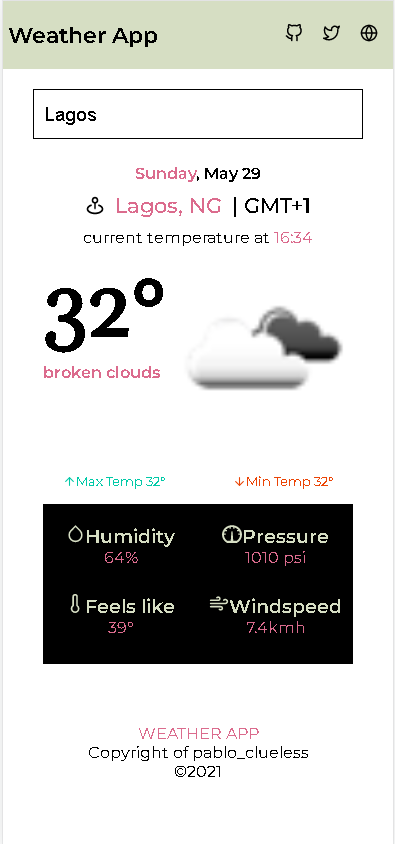 Weather App
Lagos
Sunday, May 29
Lagos, NG | GMT+1
current temperature at 16:34
32°
broken clouds
↑Max Temp 32° ↓Min Temp 32°
Humidity Pressure
64% 1010 psi
Feels like Windspeed
39° 7.4kmh
WEATHER APP
Copyright of pablo_clueless
©2021